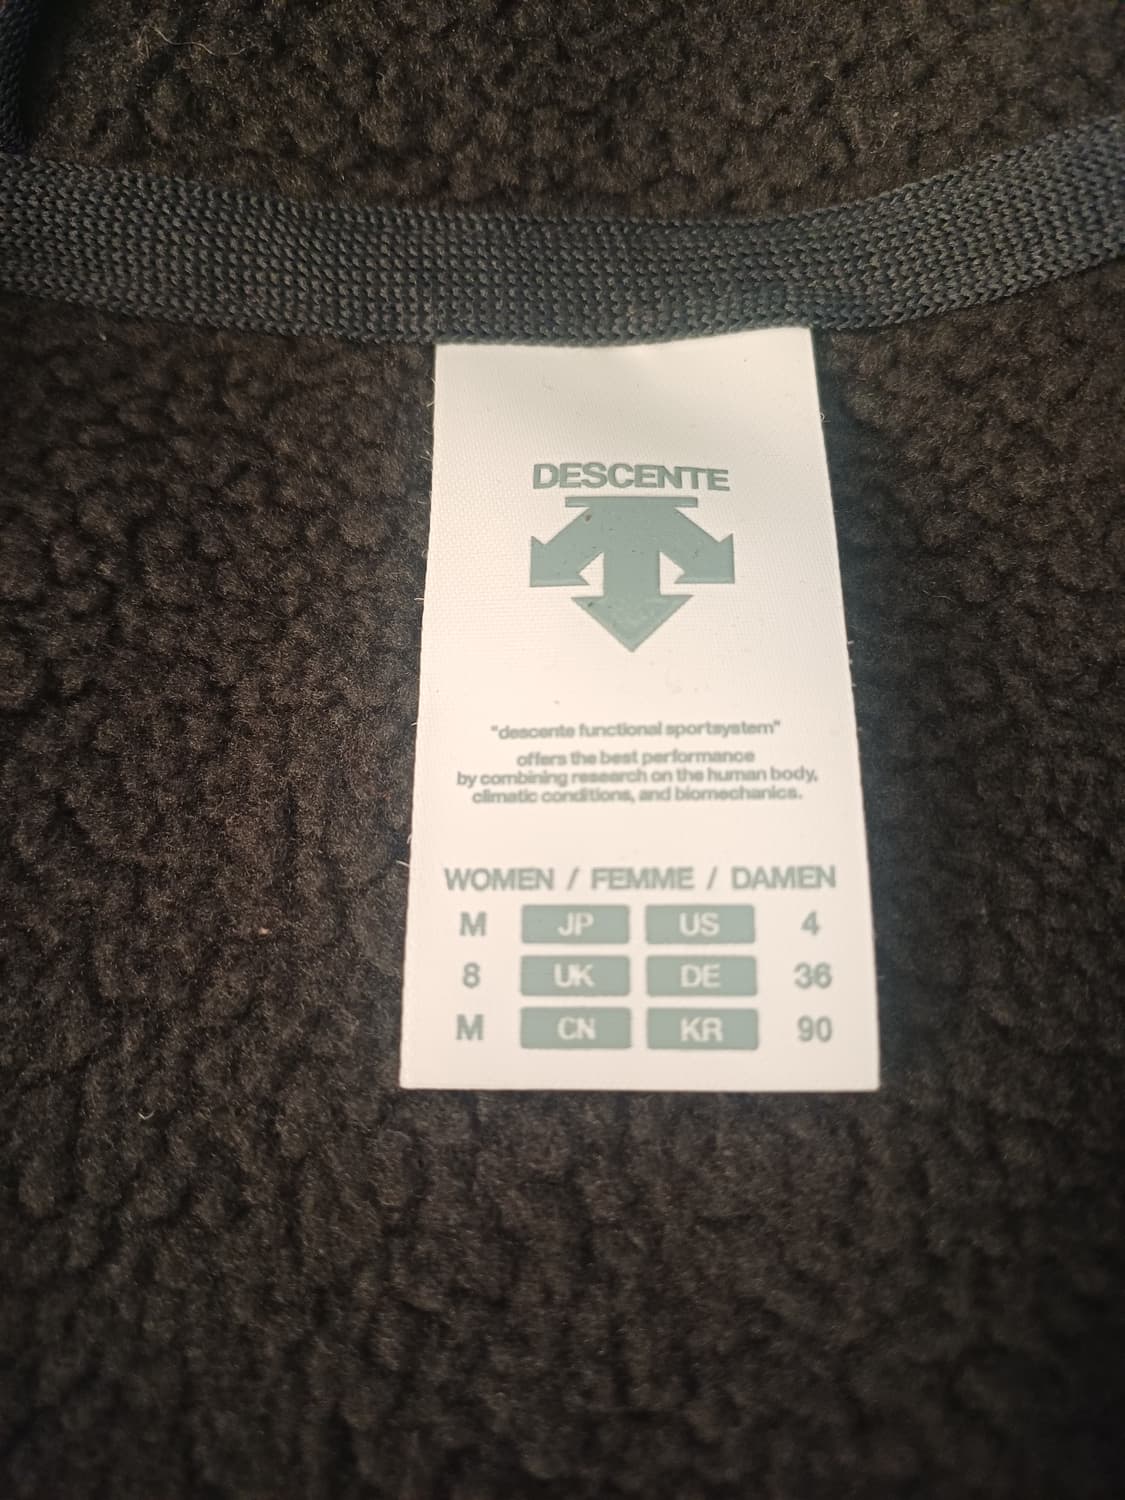 DESCENTE
"descente functional sportsystem"
offers the best performance
by combining research on the human body,
climatic conditions, and biomechanics.
WOMEN / FEMME / DAMEN
M JP US 4
8 UK DE 36
M CN KR 90